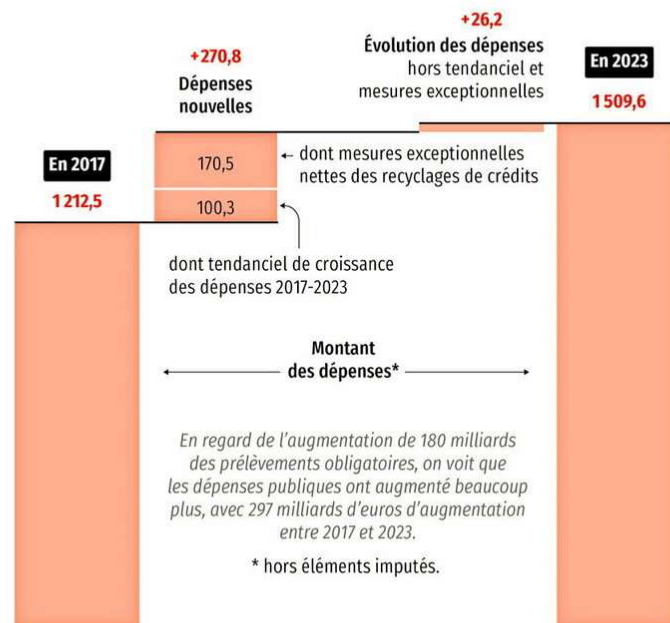 +270,8
Dépenses
nouvelles
+26,2
Évolution des dépenses
hors tendanciel et
mesures exceptionnelles
En 2023
1 509,6
En 2017
1 212,5
170,5
dont mesures exceptionnelles
nettes des recyclages de crédits
100,3
dont tendanciel de croissance
des dépenses 2017-2023
Montant
des dépenses*
En regard de l’augmentation de 180 milliards
des prélèvements obligatoires, on voit que
les dépenses publiques ont augmenté beaucoup
plus, avec 297 milliards d’euros d’augmentation
entre 2017 et 2023.
* hors éléments imputés.